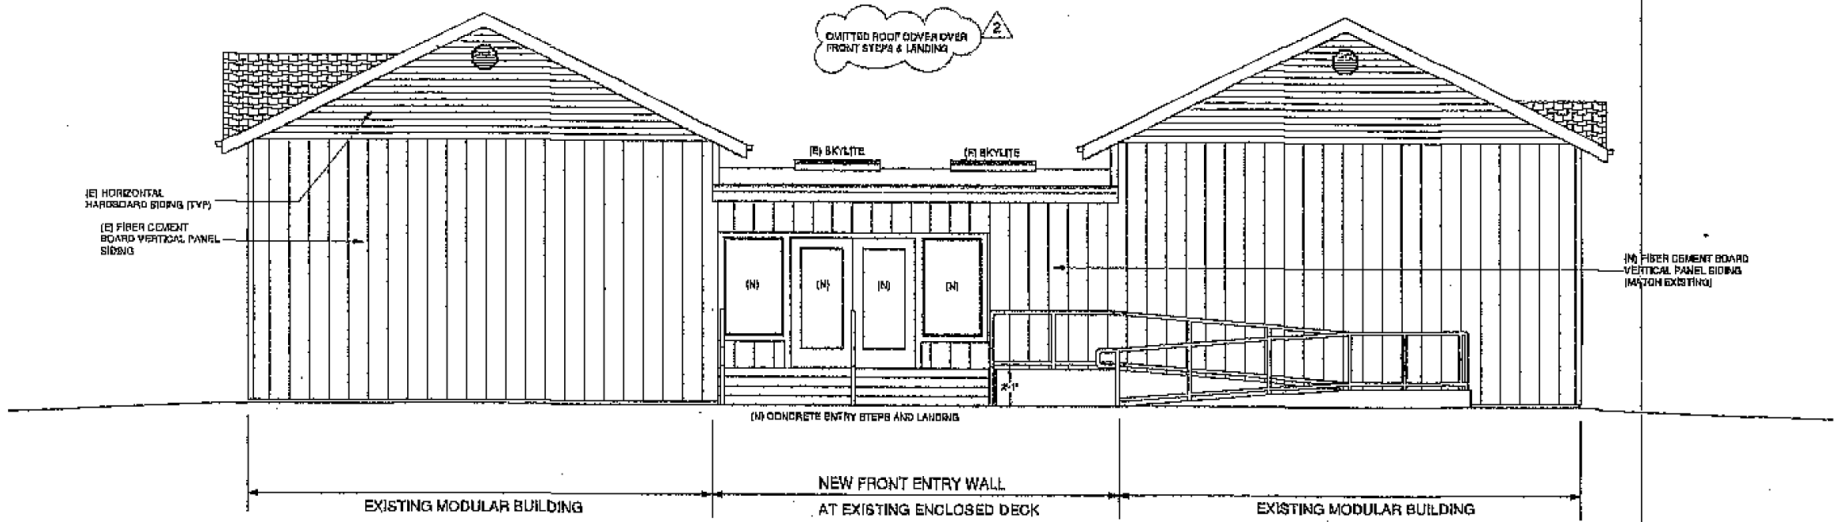 OMITTED ROOF COVER OVER
FRONT STEPS & LANDING
2
(E) SKYLITE
(E) SKYLITE
(E) HORIZONTAL
HARDBOARD SIDING (TYP)
(E) FIBER CEMENT
BOARD VERTICAL PANEL
SIDING
(N)
(N)
(N)
(N)
(N) FIBER CEMENT BOARD
VERTICAL PANEL SIDING
(MATCH EXISTING)
2'-1"
(N) CONCRETE ENTRY STEPS AND LANDING
EXISTING MODULAR BUILDING
NEW FRONT ENTRY WALL
AT EXISTING ENCLOSED DECK
EXISTING MODULAR BUILDING